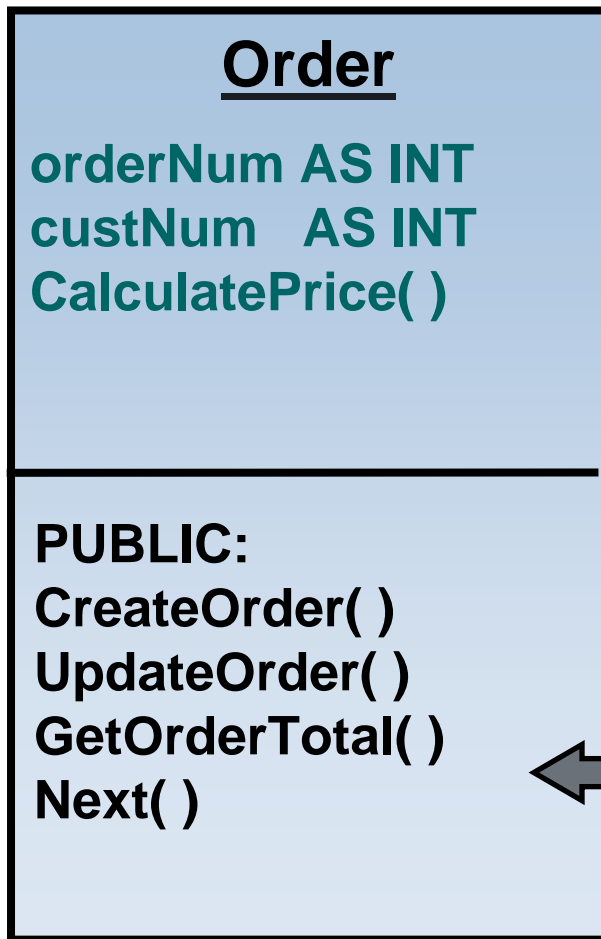 Order
orderNum AS INT
custNum AS INT
CalculatePrice( )
PUBLIC:
CreateOrder( )
UpdateOrder( )
GetOrderTotal( )
Next( )